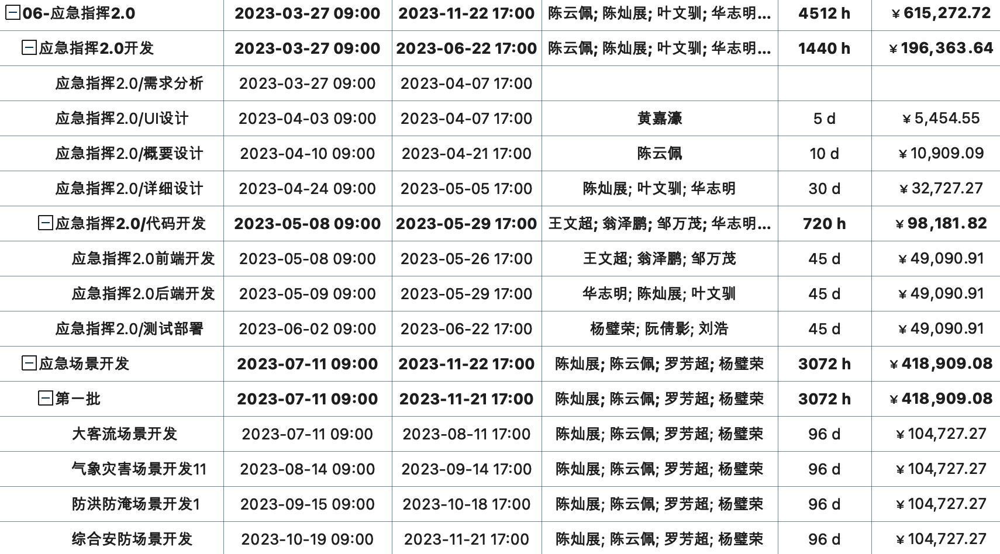 06-应急指挥2.0 2023-03-27 09:00 2023-11-22 17:00 陈云佩; 陈灿展; 叶文驯; 华志明... 4512 h ¥ 615,272.72
应急指挥2.0开发 2023-03-27 09:00 2023-06-22 17:00 陈云佩; 陈灿展; 叶文驯; 华志明... 1440 h ¥ 196,363.64
应急指挥2.0/需求分析 2023-03-27 09:00 2023-04-07 17:00
应急指挥2.0/UI设计 2023-04-03 09:00 2023-04-07 17:00 黄嘉濠 5 d ¥ 5,454.55
应急指挥2.0/概要设计 2023-04-10 09:00 2023-04-21 17:00 陈云佩 10 d ¥ 10,909.09
应急指挥2.0/详细设计 2023-04-24 09:00 2023-05-05 17:00 陈灿展; 叶文驯; 华志明 30 d ¥ 32,727.27
应急指挥2.0/代码开发 2023-05-08 09:00 2023-05-29 17:00 王文超; 翁泽鹏; 邹万茂; 华志明... 720 h ¥ 98,181.82
应急指挥2.0前端开发 2023-05-08 09:00 2023-05-26 17:00 王文超; 翁泽鹏; 邹万茂 45 d ¥ 49,090.91
应急指挥2.0后端开发 2023-05-09 09:00 2023-05-29 17:00 华志明; 陈灿展; 叶文驯 45 d ¥ 49,090.91
应急指挥2.0/测试部署 2023-06-02 09:00 2023-06-22 17:00 杨璧荣; 阮倩影; 刘浩 45 d ¥ 49,090.91
应急场景开发 2023-07-11 09:00 2023-11-22 17:00 陈灿展; 陈云佩; 罗芳超; 杨璧荣 3072 h ¥ 418,909.08
第一批 2023-07-11 09:00 2023-11-21 17:00 陈灿展; 陈云佩; 罗芳超; 杨璧荣 3072 h ¥ 418,909.08
大客流场景开发 2023-07-11 09:00 2023-08-11 17:00 陈灿展; 陈云佩; 罗芳超; 杨璧荣 96 d ¥ 104,727.27
气象灾害场景开发11 2023-08-14 09:00 2023-09-14 17:00 陈灿展; 陈云佩; 罗芳超; 杨璧荣 96 d ¥ 104,727.27
防洪防淹场景开发1 2023-09-15 09:00 2023-10-18 17:00 陈灿展; 陈云佩; 罗芳超; 杨璧荣 96 d ¥ 104,727.27
综合安防场景开发 2023-10-19 09:00 2023-11-21 17:00 陈灿展; 陈云佩; 罗芳超; 杨璧荣 96 d ¥ 104,727.27